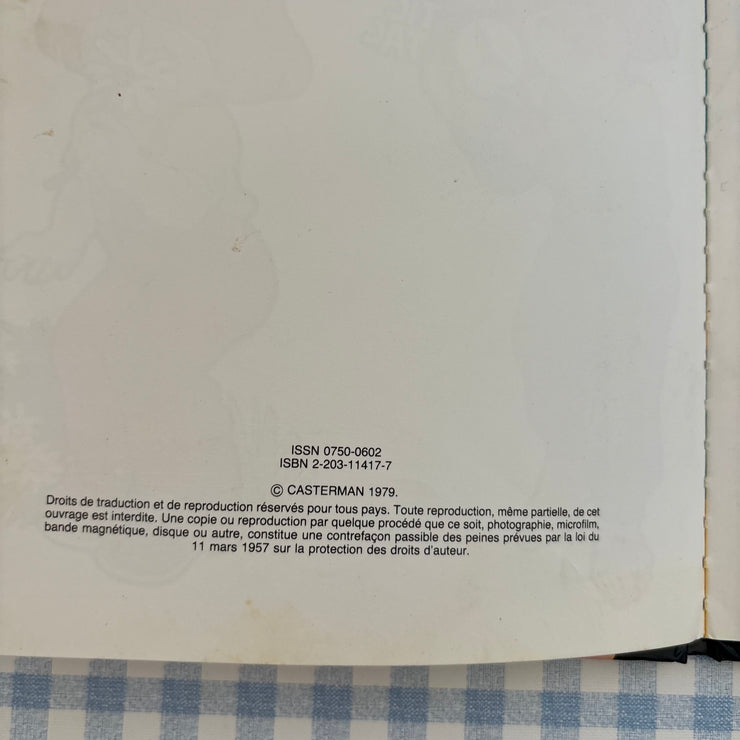 ISSN 0750-0602
ISBN 2-203-11417-7
© CASTERMAN 1979.
Droits de traduction et de reproduction réservés pour tous pays. Toute reproduction, même partielle, de cet
ouvrage est interdite. Une copie ou reproduction par quelque procédé que ce soit, photographie, microfilm,
bande magnétique, disque ou autre, constitue une contrefaçon passible des peines prévues par la loi du
11 mars 1957 sur la protection des droits d'auteur.